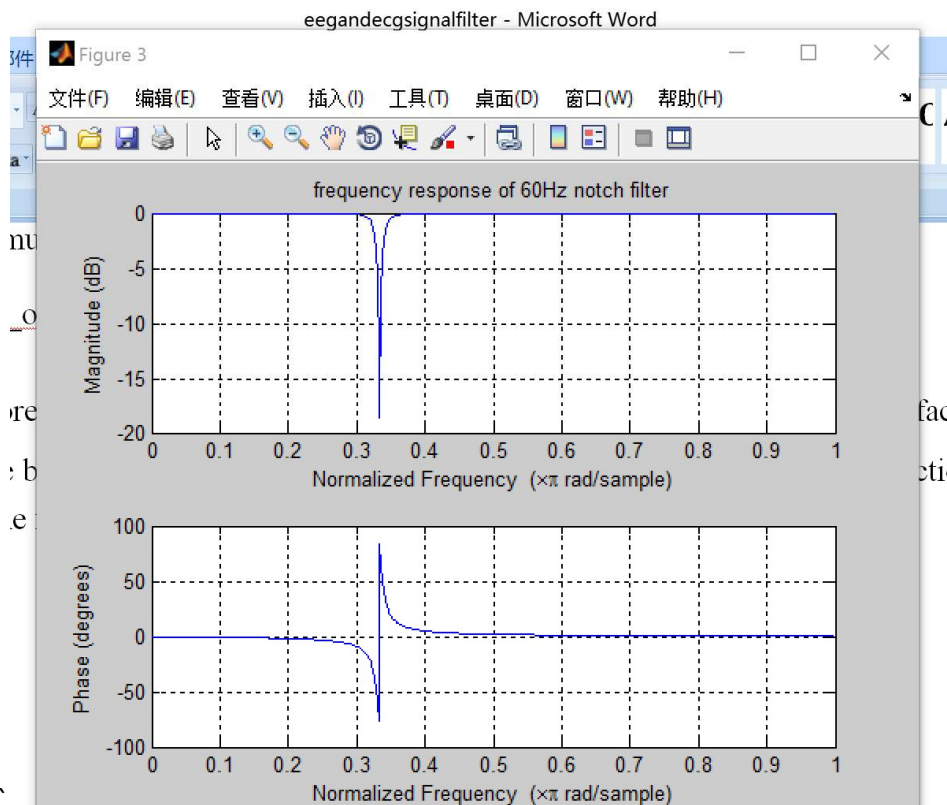 eegandecgsignalfilter - Microsoft Word
Figure 3
文件(F) 编辑(E) 查看(V) 插入(I) 工具(T) 桌面(D) 窗口(W) 帮助(H)
frequency response of 60Hz notch filter
0
-5
-10
-15
-20
Magnitude (dB)
0 0.1 0.2 0.3 0.4 0.5 0.6 0.7 0.8 0.9 1
Normalized Frequency (×π rad/sample)
100
50
0
-50
-100
Phase (degrees)
0 0.1 0.2 0.3 0.4 0.5 0.6 0.7 0.8 0.9 1
Normalized Frequency (×π rad/sample)